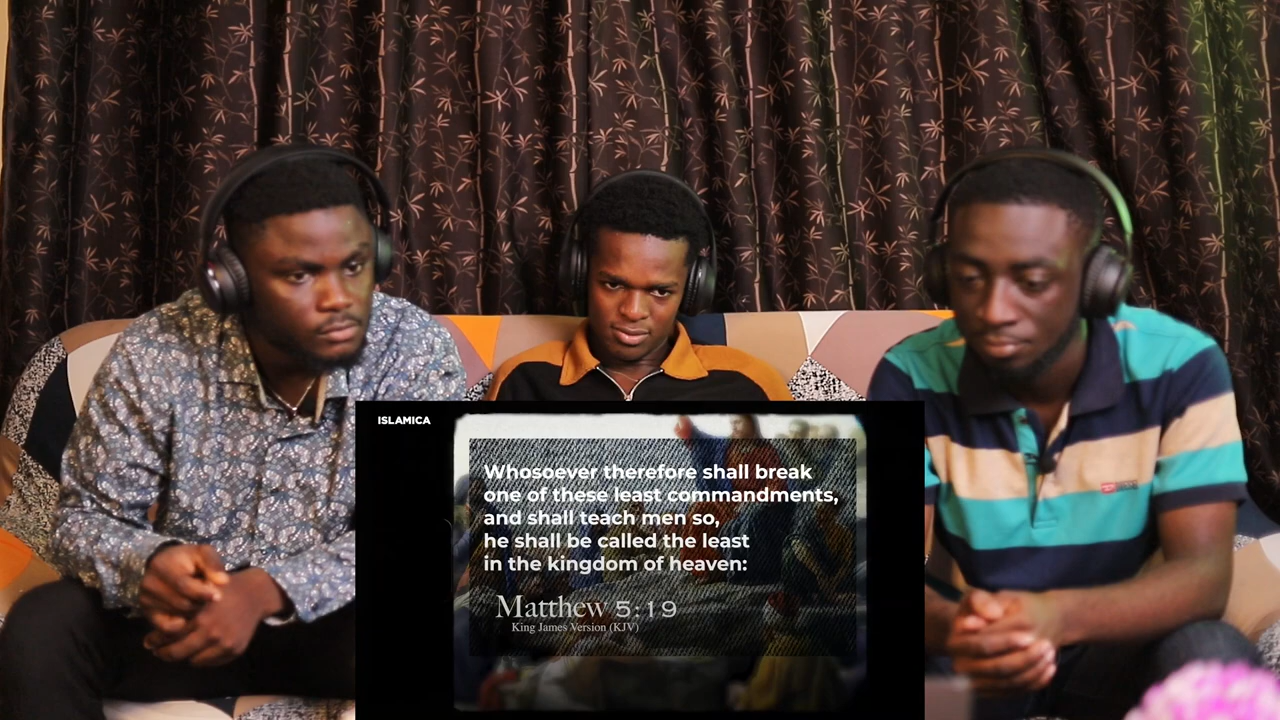 ISLAMICA
Whosoever therefore shall break
one of these least commandments,
and shall teach men so,
he shall be called the least
in the kingdom of heaven:
Matthew 5:19
King James Version (KJV)